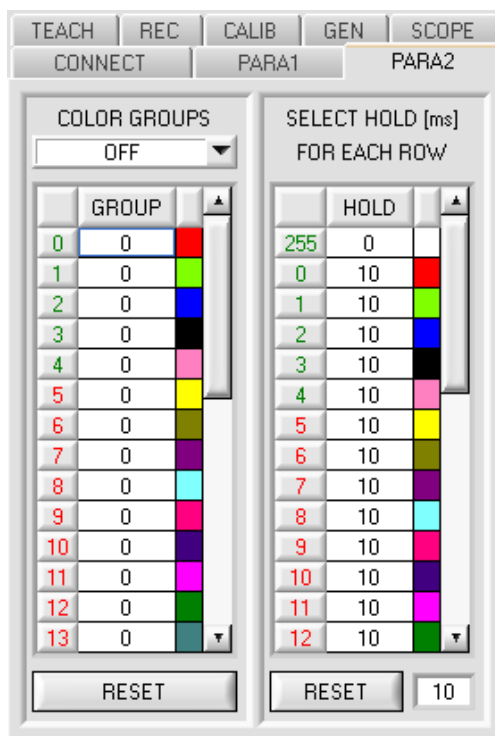 TEACH REC CALIB GEN SCOPE
CONNECT PARA1 PARA2
COLOR GROUPS
OFF
GROUP
0 0
1 0
2 0
3 0
4 0
5 0
6 0
7 0
8 0
9 0
10 0
11 0
12 0
13 0
RESET
SELECT HOLD [ms]
FOR EACH ROW
HOLD
255 0
0 10
1 10
2 10
3 10
4 10
5 10
6 10
7 10
8 10
9 10
10 10
11 10
12 10
RESET 10